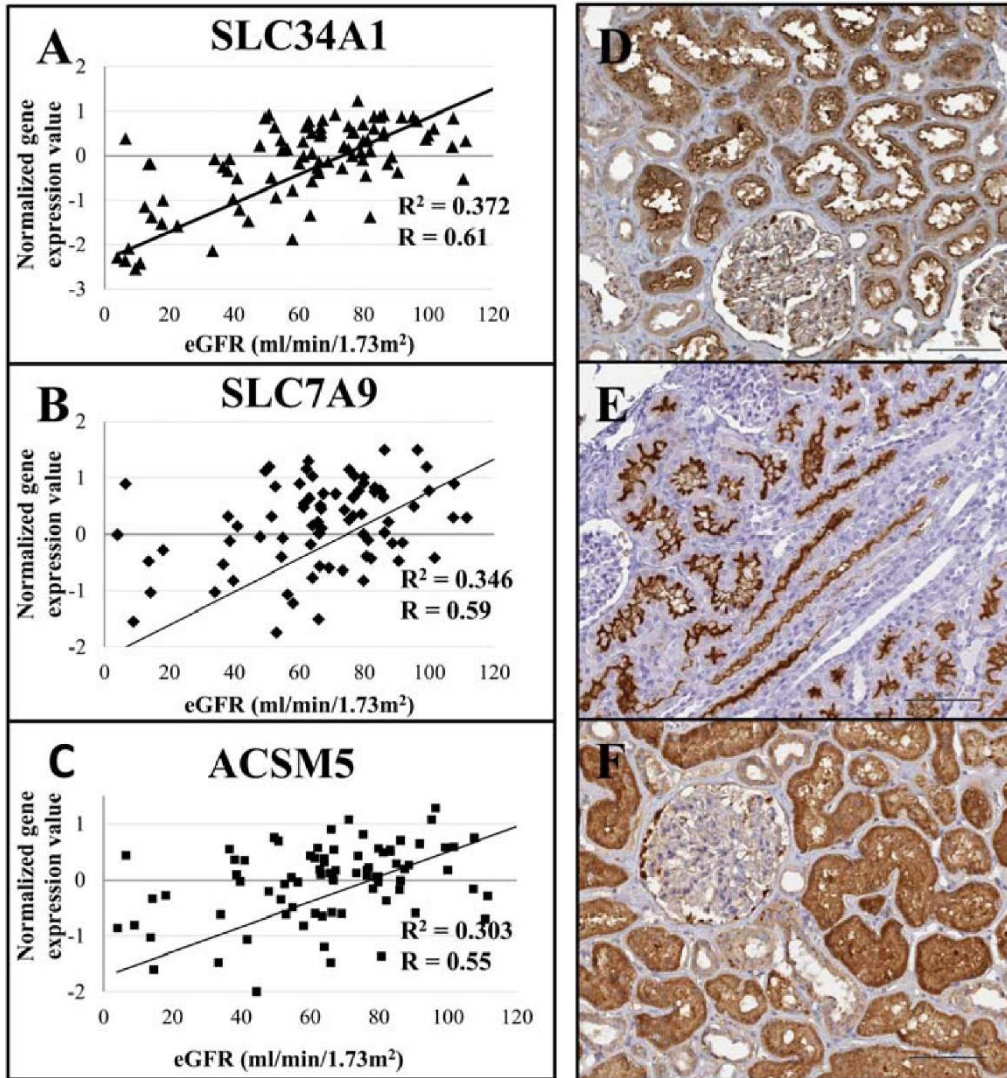 A
SLC34A1
Normalized gene
expression value
2
1
0
-1
-2
-3
R² = 0.372
R = 0.61
0 20 40 60 80 100 120
eGFR (ml/min/1.73m²)
B
SLC7A9
Normalized gene
expression value
2
1
0
-1
-2
R² = 0.346
R = 0.59
0 20 40 60 80 100 120
eGFR (ml/min/1.73m²)
C
ACSM5
Normalized gene
expression value
2
1
0
-1
-2
R² = 0.303
R = 0.55
0 20 40 60 80 100 120
eGFR (ml/min/1.73m²)
D
E
F